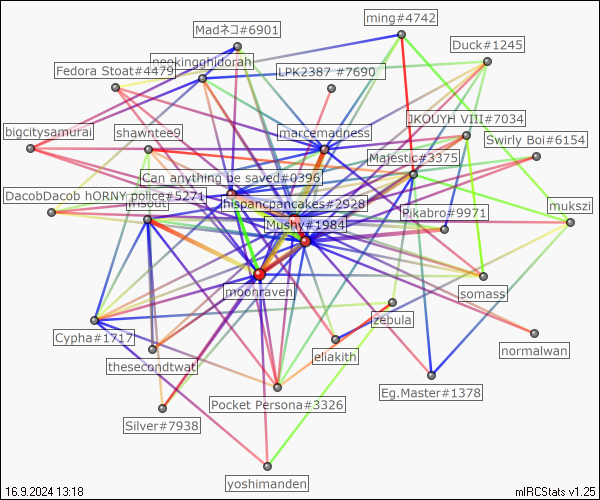 ming#4742
Madネコ#6901
Duck#1245
neokingghidorah
Fedora Stoat#4479
LPK2387 #7690
JKOUYH VIII#7034
bigcitysamurai
shawntee9
marcemadness
Swirly Boi#6154
Majestic#3375
Can anything be saved#0396
DacobDacob hORNY police#5271
hispancpancakes#2928
mukszi
Pikabro#9971
Mushy#1984
moonraven
somass
zebula
Cypha#1717
normalwan
eliakith
thesecondtwat
Eg.Master#1378
Pocket Persona#3326
Silver#7938
yoshimanden
16.9.2024 13:18
mIRCStats v1.25